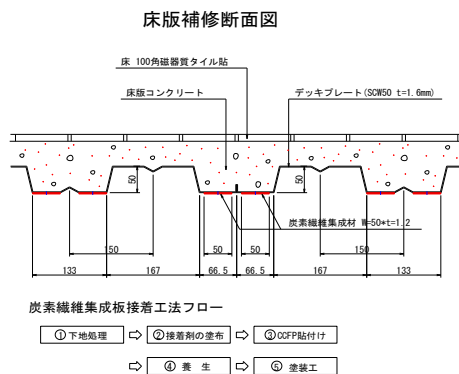 床版補修断面図
床 100角磁器質タイル貼
床版コンクリート
デッキプレート(SCW50 t=1.6mm)
50
50
炭素繊維集成材 W=50*t=1.2
150
50
50
150
133
167
66.5
66.5
167
133
炭素繊維集成板接着工法フロー
① 下地処理 ⇨ ② 接着剤の塗布 ⇨ ③ CCFP貼付け
⇨ ④ 養 生 ⇨ ⑤ 塗装工